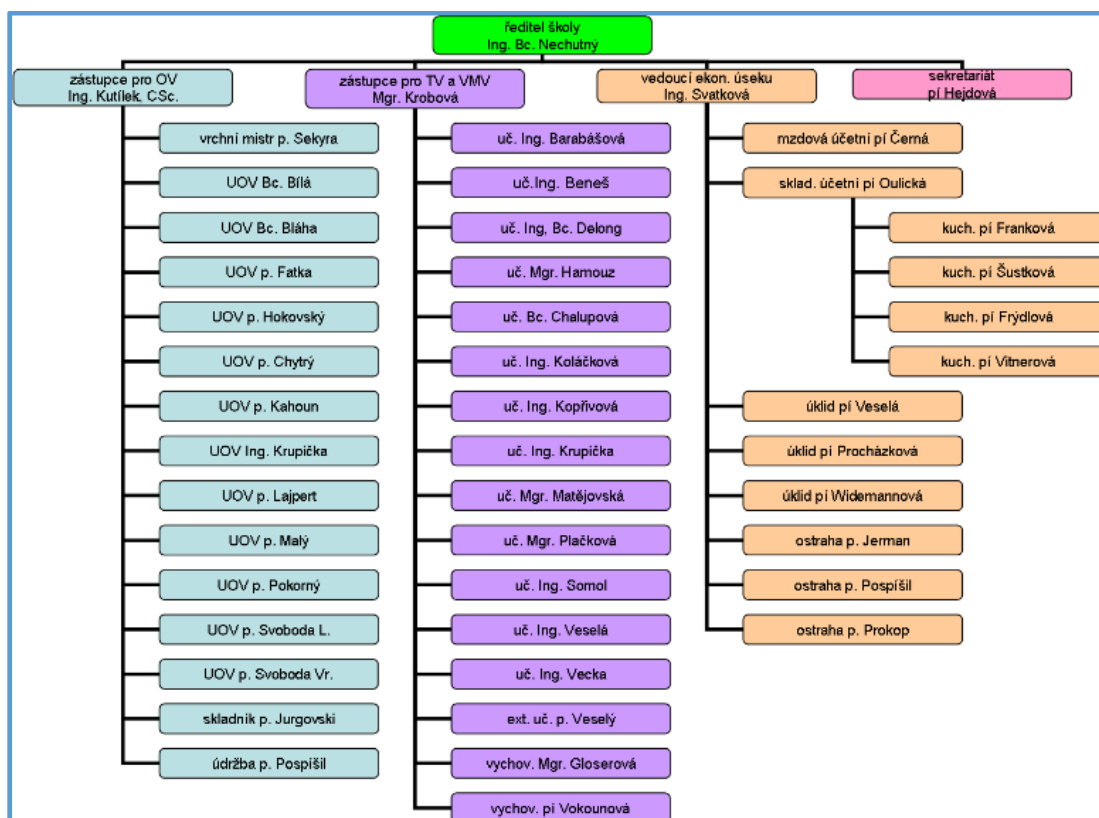 ředitel školy
Ing. Bc. Nechutný
zástupce pro OV
Ing. Kutílek, CSc.
zástupce pro TV a VMV
Mgr. Krobová
vedoucí ekon. úseku
Ing. Svatková
sekretariát
pí Hejdová
vrchní mistr p. Sekyra
UOV Bc. Bílá
UOV Bc. Bláha
UOV p. Fatka
UOV p. Hokovský
UOV p. Chytrý
UOV p. Kahoun
UOV Ing. Krupička
UOV p. Lajpert
UOV p. Malý
UOV p. Pokorný
UOV p. Svoboda L.
UOV p. Svoboda Vr.
skladník p. Jurgovski
údržba p. Pospíšil
uč. Ing. Barabášová
uč.Ing. Beneš
uč. Ing, Bc. Delong
uč. Mgr. Hamouz
uč. Bc. Chalupová
uč. Ing. Koláčková
uč. Ing. Kopřivová
uč. Ing. Krupička
uč. Mgr. Matějovská
uč. Mgr. Plačková
uč. Ing. Somol
uč. Ing. Veselá
uč. Ing. Vecka
ext. uč. p. Veselý
vychov. Mgr. Gloserová
vychov. pí Vokounová
mzdová účetní pí Černá
sklad. účetní pí Oulická
kuch. pí Franková
kuch. pí Šustková
kuch. pí Frýdlová
kuch. pí Vitnerová
úklid pí Veselá
úklid pí Procházková
úklid pí Widemannová
ostraha p. Jerman
ostraha p. Pospíšil
ostraha p. Prokop